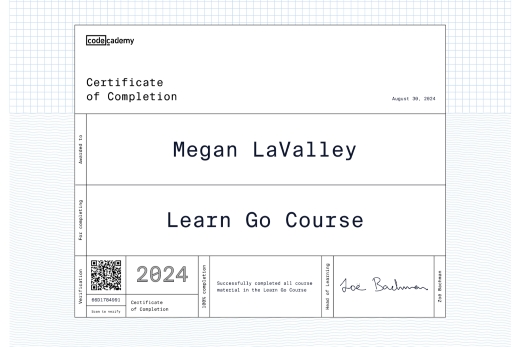 codecademy
Certificate
of Completion
August 30, 2024
Awarded to
Megan LaValley
For completing
Learn Go Course
Verification
Scan to verify
2024
Certificate
of Completion
100% completion
Successfully completed all course
material in the Learn Go Course
Head of Learning
Zoe Bachman
Zoë Bachman